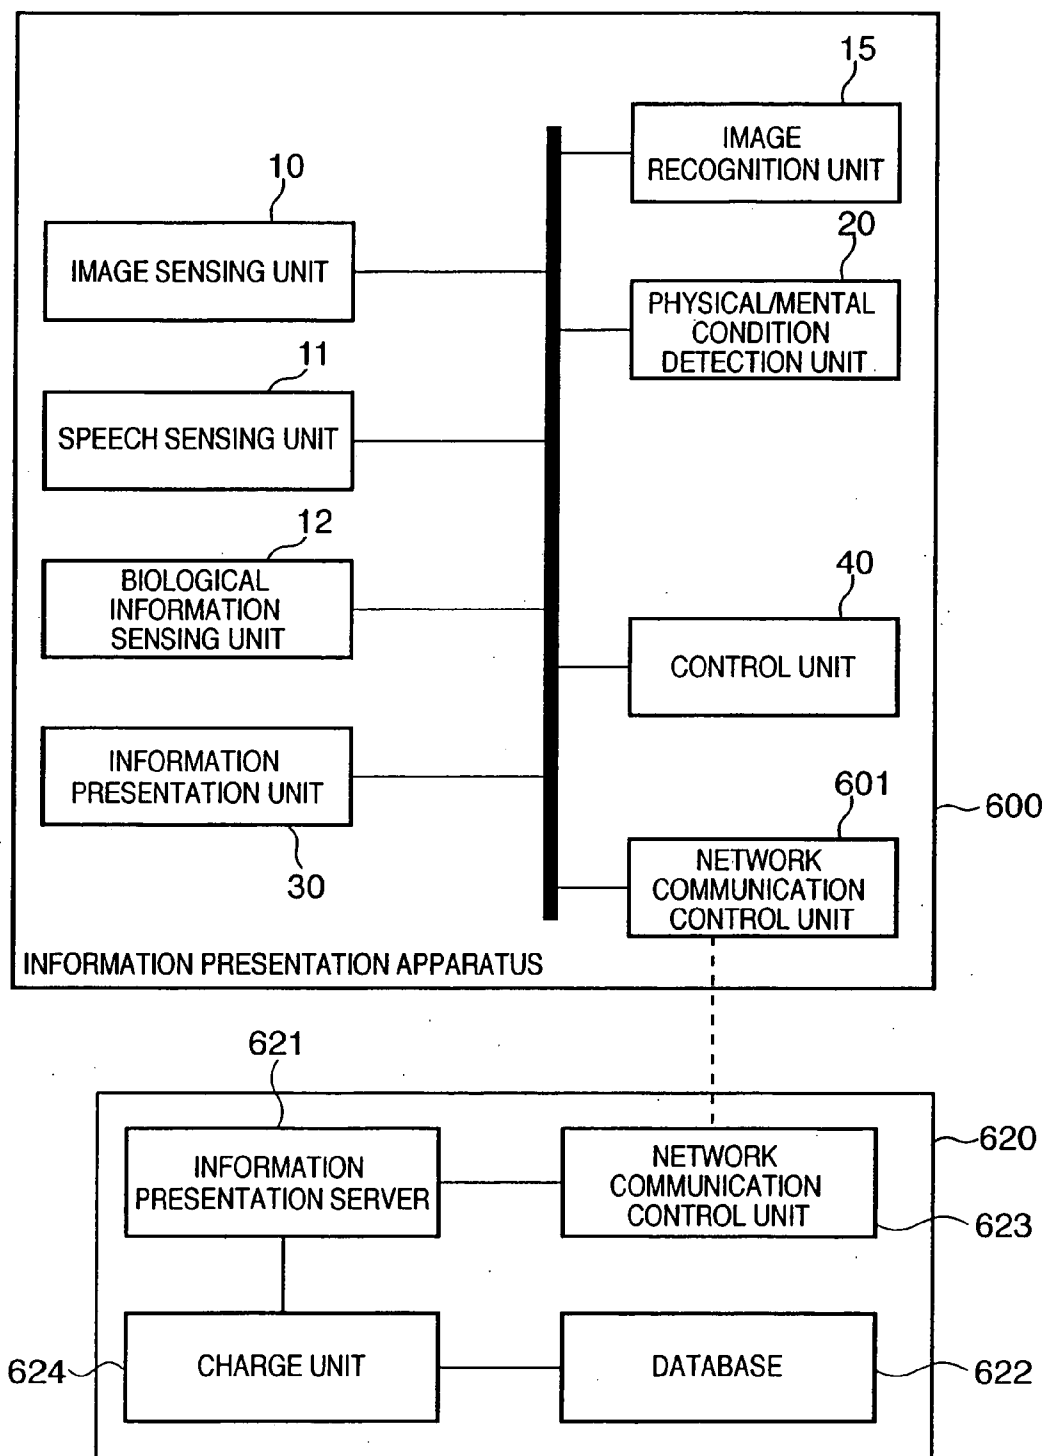 15
IMAGE
RECOGNITION UNIT
10
IMAGE SENSING UNIT
20
PHYSICAL/MENTAL
CONDITION
DETECTION UNIT
11
SPEECH SENSING UNIT
12
BIOLOGICAL
INFORMATION
SENSING UNIT
40
CONTROL UNIT
INFORMATION
PRESENTATION UNIT
30
601
NETWORK
COMMUNICATION
CONTROL UNIT
600
INFORMATION PRESENTATION APPARATUS
621
INFORMATION
PRESENTATION SERVER
NETWORK
COMMUNICATION
CONTROL UNIT
620
623
624
CHARGE UNIT
DATABASE
622